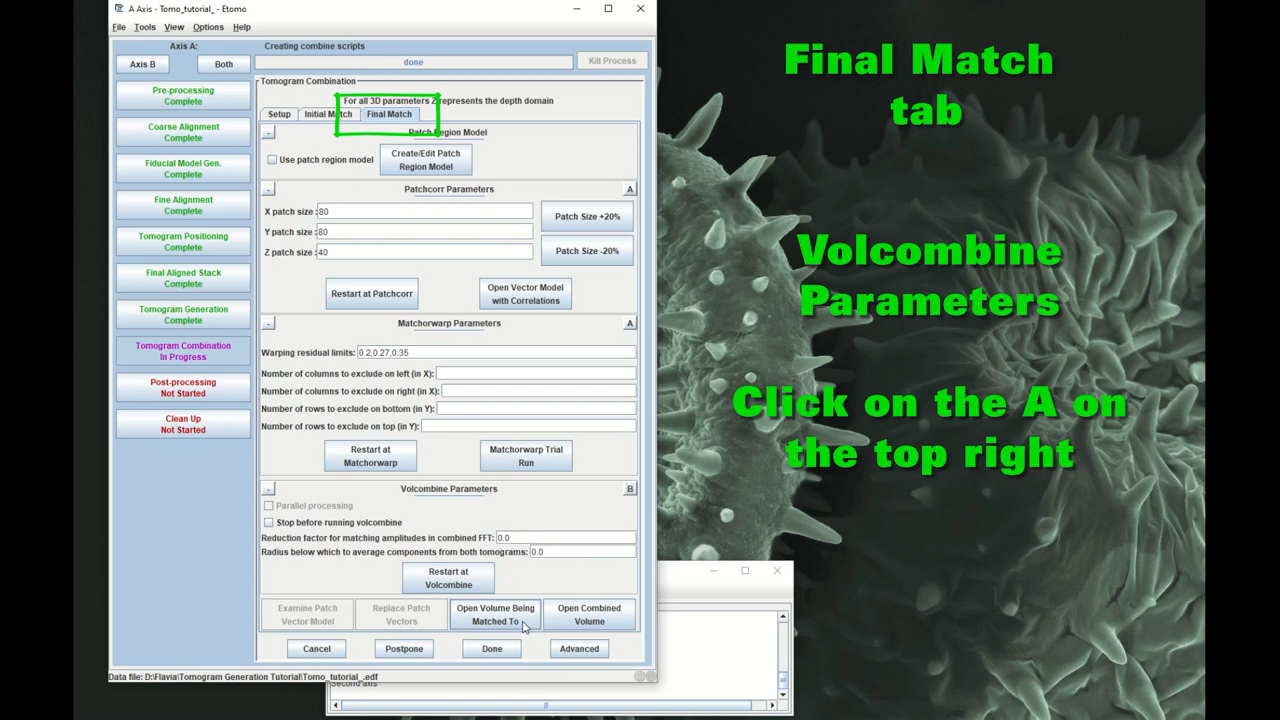 A Axis - Tomo_tutorial_ - Etomo
File Tools View Options Help
Axis A:
Creating combine scripts
Axis B
Both
done
Kill Process
Pre-processing
Complete
Coarse Alignment
Complete
Fiducial Model Gen.
Complete
Fine Alignment
Complete
Tomogram Positioning
Complete
Final Aligned Stack
Complete
Tomogram Generation
Complete
Tomogram Combination
In Progress
Post-processing
Not Started
Clean Up
Not Started
Tomogram Combination
For all 3D parameters Z represents the depth domain
Setup
Initial Match
Final Match
- Patch Region Model
Use patch region model
Create/Edit Patch
Region Model
- Patchcorr Parameters A
X patch size : 80
Y patch size : 80
Z patch size : 40
Patch Size +20%
Patch Size -20%
Restart at Patchcorr
Open Vector Model
with Correlations
- Matchorwarp Parameters A
Warping residual limits: 0.2,0.27,0.35
Number of columns to exclude on left (in X):
Number of columns to exclude on right (in X):
Number of rows to exclude on bottom (in Y):
Number of rows to exclude on top (in Y):
Restart at
Matchorwarp
Matchorwarp Trial
Run
- Volcombine Parameters B
Parallel processing
Stop before running volcombine
Reduction factor for matching amplitudes in combined FFT: 0.0
Radius below which to average components from both tomograms: 0.0
Restart at
Volcombine
Examine Patch
Vector Model
Replace Patch
Vectors
Open Volume Being
Matched To
Open Combined
Volume
Cancel
Postpone
Done
Advanced
Data file: D:\Flavia\Tomogram Generation Tutorial\Tomo_tutorial_.edf
Second axis
Final Match
tab
Volcombine
Parameters
Click on the A on
the top right